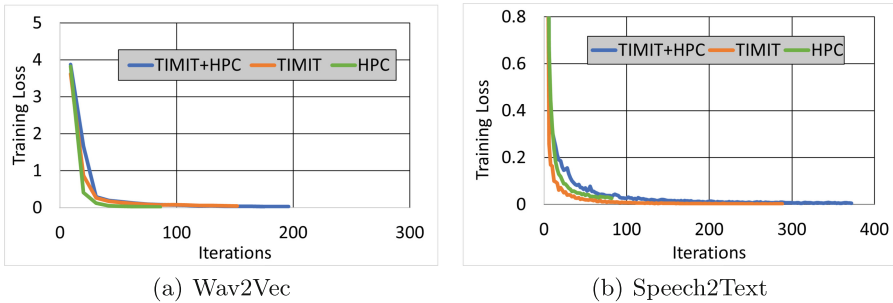 5
4
3
2
1
0
Training Loss
TIMIT+HPC TIMIT HPC
0 100 200 300
Iterations
(a) Wav2Vec
0.8
0.6
0.4
0.2
0
Training Loss
TIMIT+HPC TIMIT HPC
0 100 200 300 400
Iterations
(b) Speech2Text